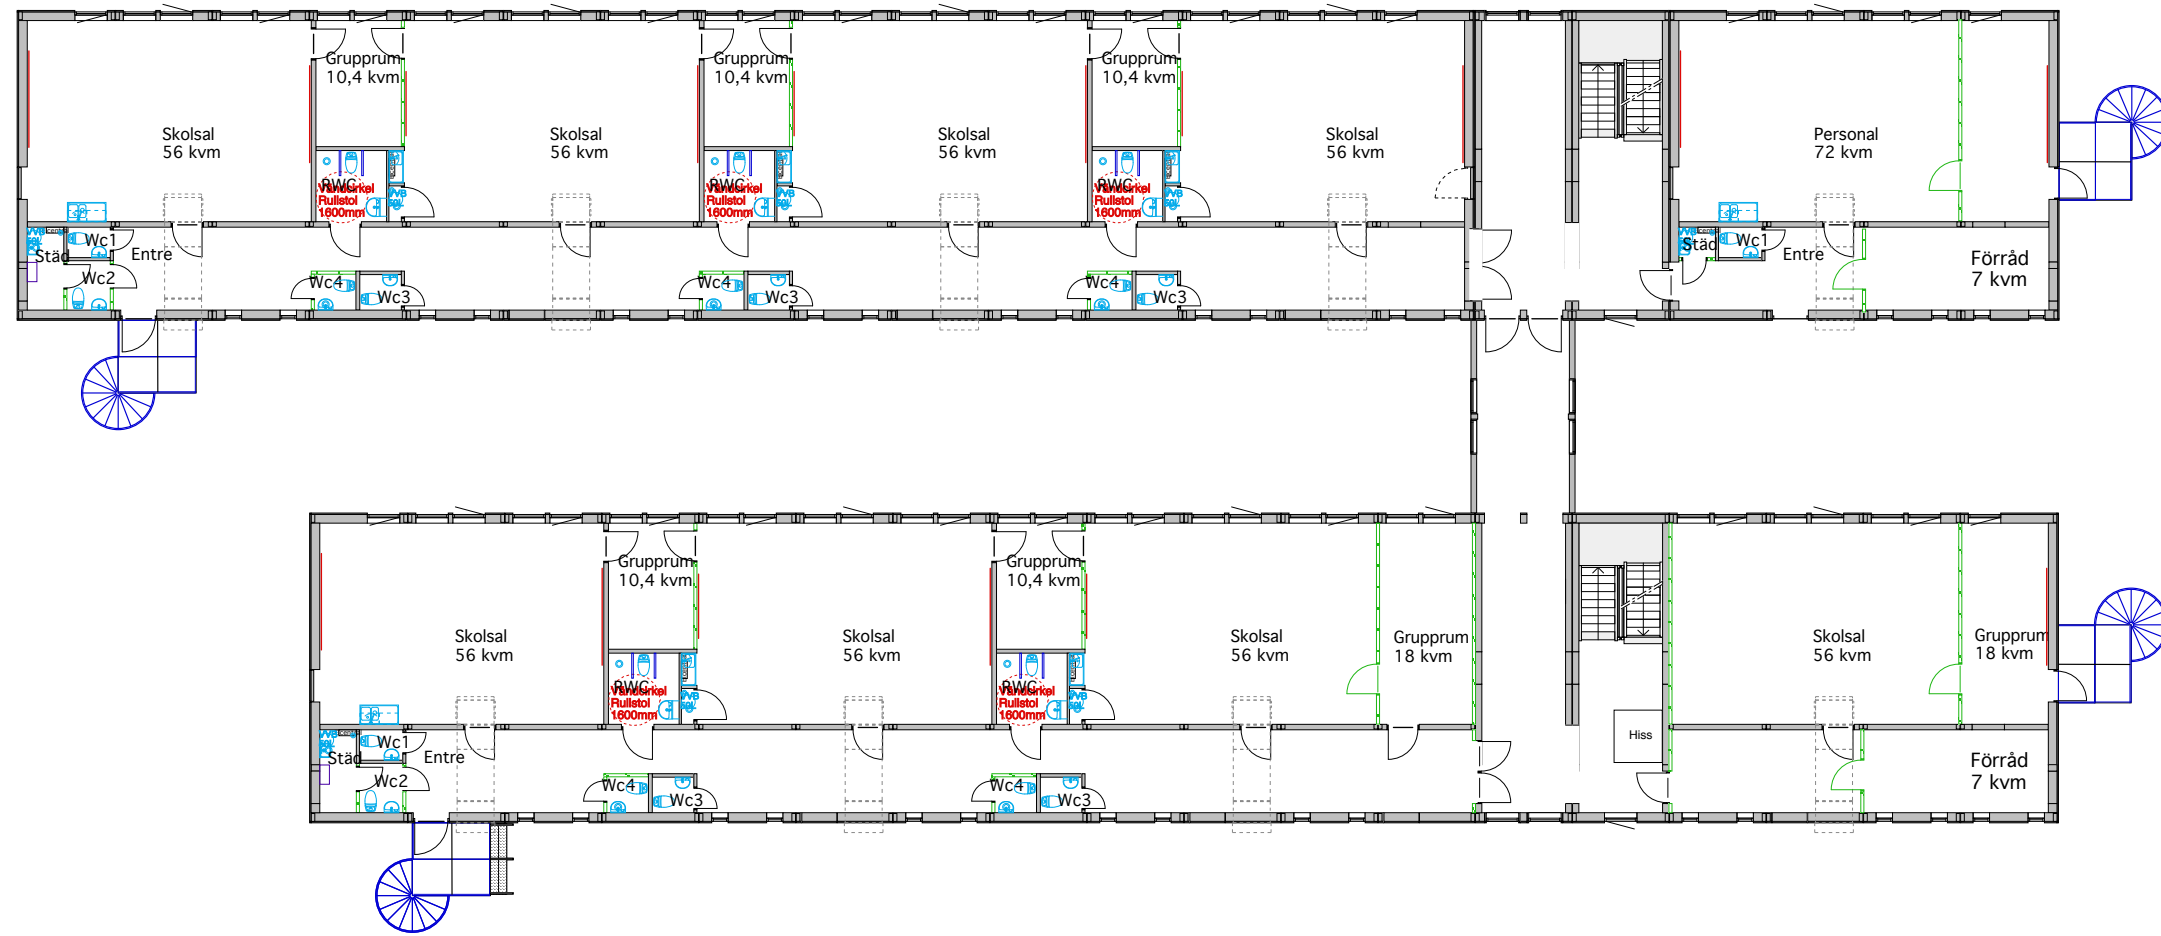 Grupprum
10,4 kvm
Grupprum
10,4 kvm
Grupprum
10,4 kvm
Skolsal
56 kvm
Skolsal
56 kvm
Skolsal
56 kvm
Skolsal
56 kvm
Personal
72 kvm
RWC
Vändcirkel
Rullstol
1600mm
RWC
Vändcirkel
Rullstol
1600mm
RWC
Vändcirkel
Rullstol
1600mm
Städ
Wc1
Wc2
Entre
Wc4
Wc3
Wc4
Wc3
Wc4
Wc3
Städ
Wc1
Entre
Förråd
7 kvm
Grupprum
10,4 kvm
Grupprum
10,4 kvm
Skolsal
56 kvm
Skolsal
56 kvm
Skolsal
56 kvm
Grupprum
18 kvm
Skolsal
56 kvm
Grupprum
18 kvm
RWC
Vändcirkel
Rullstol
1600mm
RWC
Vändcirkel
Rullstol
1600mm
Hiss
Städ
Wc1
Wc2
Entre
Wc4
Wc3
Wc4
Wc3
Förråd
7 kvm